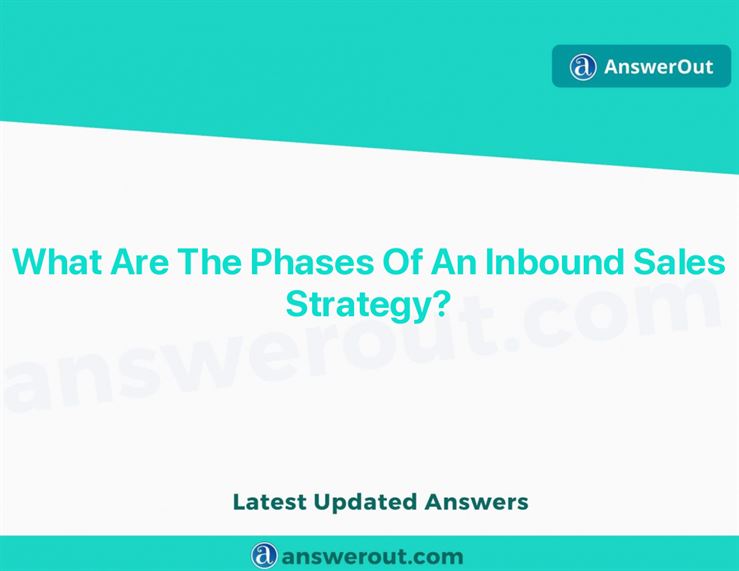 AnswerOut
What Are The Phases Of An Inbound Sales
Strategy?
answerout.com
Latest Updated Answers
answerout.com